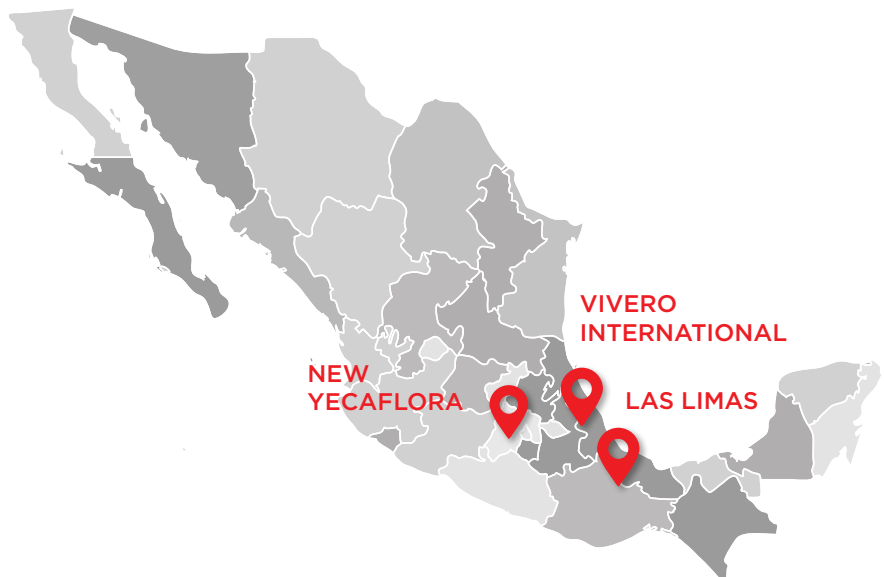 VIVERO
INTERNATIONAL
NEW
YECAFLORA
LAS LIMAS